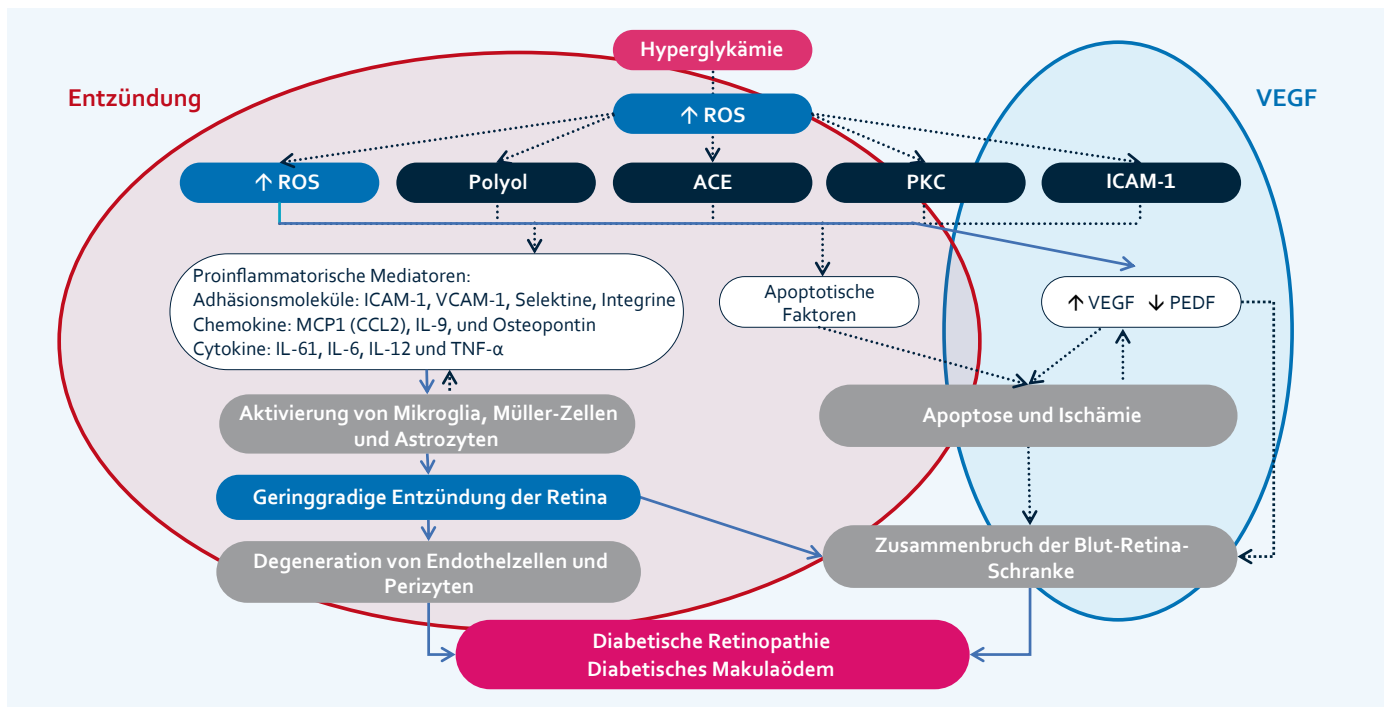 Hyperglykämie
Entzündung
VEGF
↑ ROS
↑ ROS
Polyol
ACE
PKC
ICAM-1
Proinflammatorische Mediatoren:
Adhäsionsmoleküle: ICAM-1, VCAM-1, Selektine, Integrine
Chemokine: MCP1 (CCL2), IL-9, und Osteopontin
Cytokine: IL-61, IL-6, IL-12 und TNF-α
Apoptotische
Faktoren
↑ VEGF ↓ PEDF
Aktivierung von Mikroglia, Müller-Zellen
und Astrozyten
Apoptose und Ischämie
Geringgradige Entzündung der Retina
Degeneration von Endothelzellen und
Perizyten
Zusammenbruch der Blut-Retina-
Schranke
Diabetische Retinopathie
Diabetisches Makulaödem